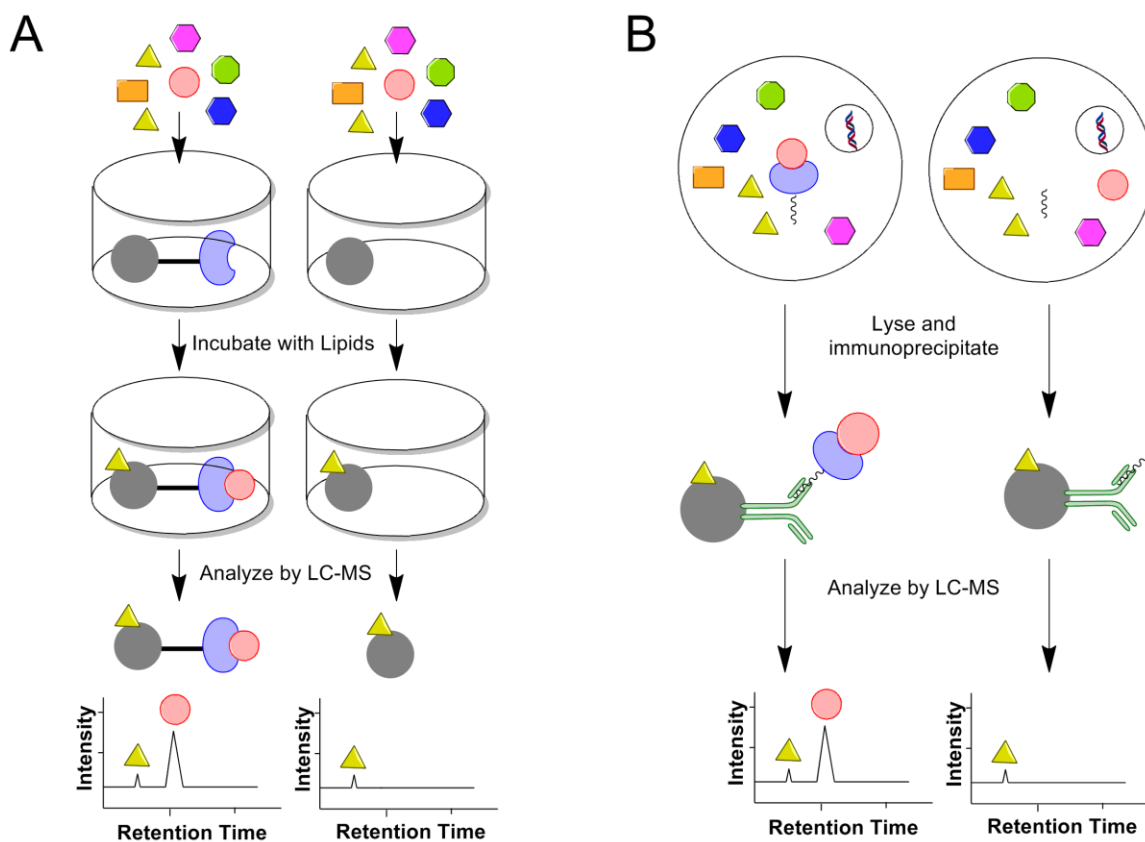 A
Incubate with Lipids
Analyze by LC-MS
Intensity
Retention Time
Intensity
Retention Time
B
Lyse and
immunoprecipitate
Analyze by LC-MS
Intensity
Retention Time
Intensity
Retention Time